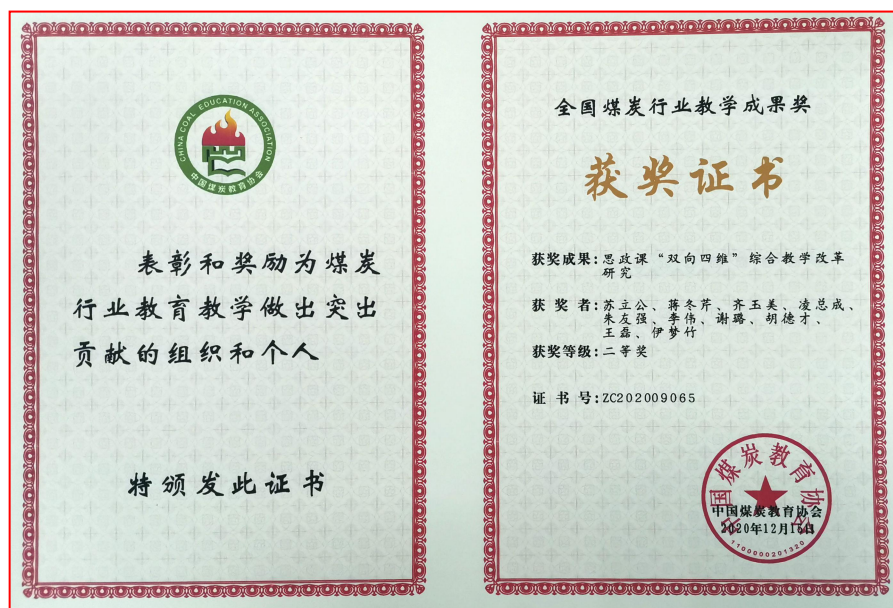 CHINA COAL EDUCATION ASSOCIATION
中国煤炭教育协会
表彰和奖励为煤炭
行业教育教学做出突出
贡献的组织和个人
特颁发此证书
全国煤炭行业教学成果奖
获奖证书
获奖成果：思政课“双向四维”综合教学改革
研究
获 奖 者：苏立公、蒋冬芹、齐玉美、凌总成、
朱友强、李伟、谢璐、胡德才、
王磊、伊梦竹
获奖等级：二等奖
证 书 号：ZC202009065
中国煤炭教育协会
中国煤炭教育协会
2020年12月16日
1100000201320